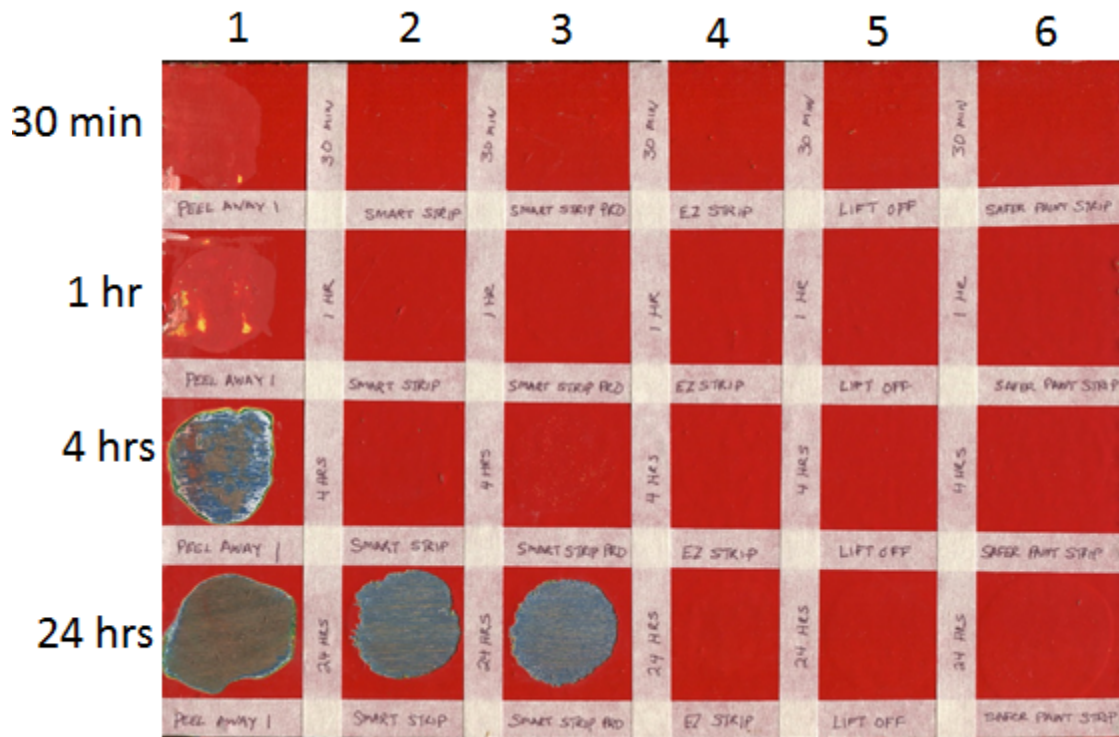 1 2 3 4 5 6
30 min
30 MIN 30 MIN 30 MIN 30 MIN 30 MIN
PEEL AWAY 1 SMART STRIP SMART STRIP PRO EZ STRIP LIFT OFF SAFER PAINT STRIP
1 hr
1 HR 1 HR 1 HR 1 HR 1 HR
PEEL AWAY 1 SMART STRIP SMART STRIP PRO EZ STRIP LIFT OFF SAFER PAINT STRIP
4 hrs
4 HRS 4 HRS 4 HRS 4 HRS 4 HRS
PEEL AWAY 1 SMART STRIP SMART STRIP PRO EZ STRIP LIFT OFF SAFER PAINT STRIP
24 hrs
24 HRS 24 HRS 24 HRS 24 HRS 24 HRS
PEEL AWAY 1 SMART STRIP SMART STRIP PRO EZ STRIP LIFT OFF SAFER PAINT STRIP